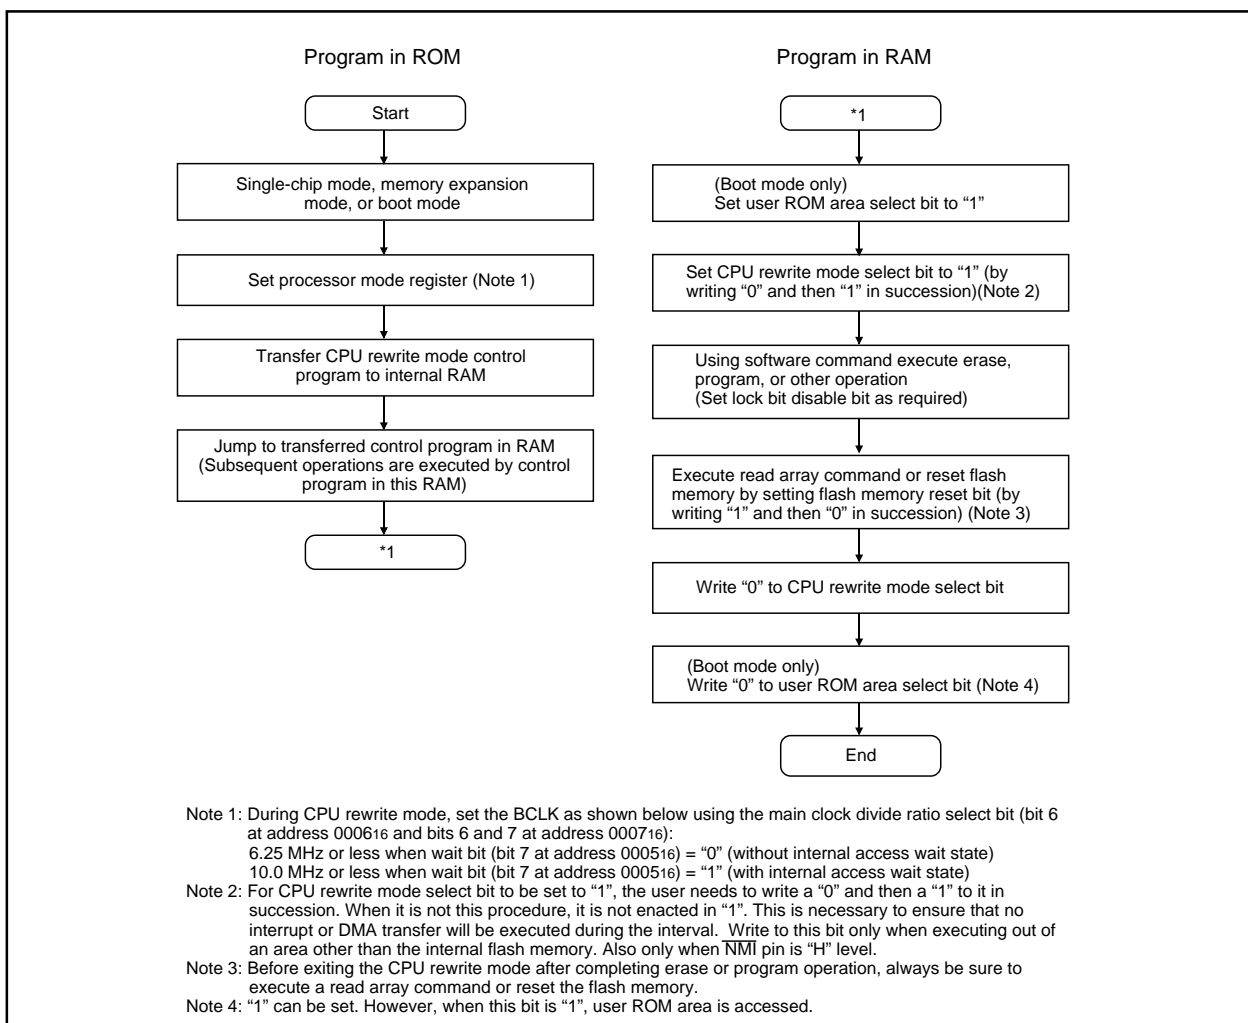 Program in ROM
Start
Single-chip mode, memory expansion
mode, or boot mode
Set processor mode register (Note 1)
Transfer CPU rewrite mode control
program to internal RAM
Jump to transferred control program in RAM
(Subsequent operations are executed by control
program in this RAM)
*1
Program in RAM
*1
(Boot mode only)
Set user ROM area select bit to “1”
Set CPU rewrite mode select bit to “1” (by
writing “0” and then “1” in succession)(Note 2)
Using software command execute erase,
program, or other operation
(Set lock bit disable bit as required)
Execute read array command or reset flash
memory by setting flash memory reset bit (by
writing “1” and then “0” in succession) (Note 3)
Write “0” to CPU rewrite mode select bit
(Boot mode only)
Write “0” to user ROM area select bit (Note 4)
End
Note 1: During CPU rewrite mode, set the BCLK as shown below using the main clock divide ratio select bit (bit 6
at address 000616 and bits 6 and 7 at address 000716):
6.25 MHz or less when wait bit (bit 7 at address 000516) = “0” (without internal access wait state)
10.0 MHz or less when wait bit (bit 7 at address 000516) = “1” (with internal access wait state)
Note 2: For CPU rewrite mode select bit to be set to “1”, the user needs to write a “0” and then a “1” to it in
succession. When it is not this procedure, it is not enacted in “1”. This is necessary to ensure that no
interrupt or DMA transfer will be executed during the interval. Write to this bit only when executing out of
an area other than the internal flash memory. Also only when NMI pin is “H” level.
Note 3: Before exiting the CPU rewrite mode after completing erase or program operation, always be sure to
execute a read array command or reset the flash memory.
Note 4: “1” can be set. However, when this bit is “1”, user ROM area is accessed.